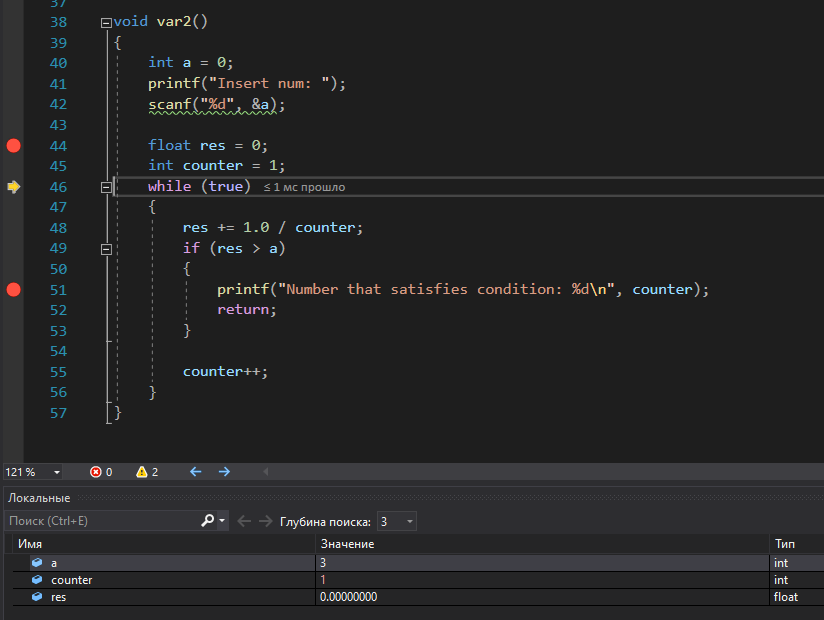 37
38 void var2()
39 {
40 int a = 0;
41 printf("Insert num: ");
42 scanf("%d", &a);
43
44 float res = 0;
45 int counter = 1;
46 while (true) ≤ 1 мс прошло
47 {
48 res += 1.0 / counter;
49 if (res > a)
50 {
51 printf("Number that satisfies condition: %d\n", counter);
52 return;
53 }
54
55 counter++;
56 }
57 }
121 % 0 2
Локальные
Поиск (Ctrl+E) Глубина поиска: 3
Имя Значение Тип
a 3 int
counter 1 int
res 0.00000000 float